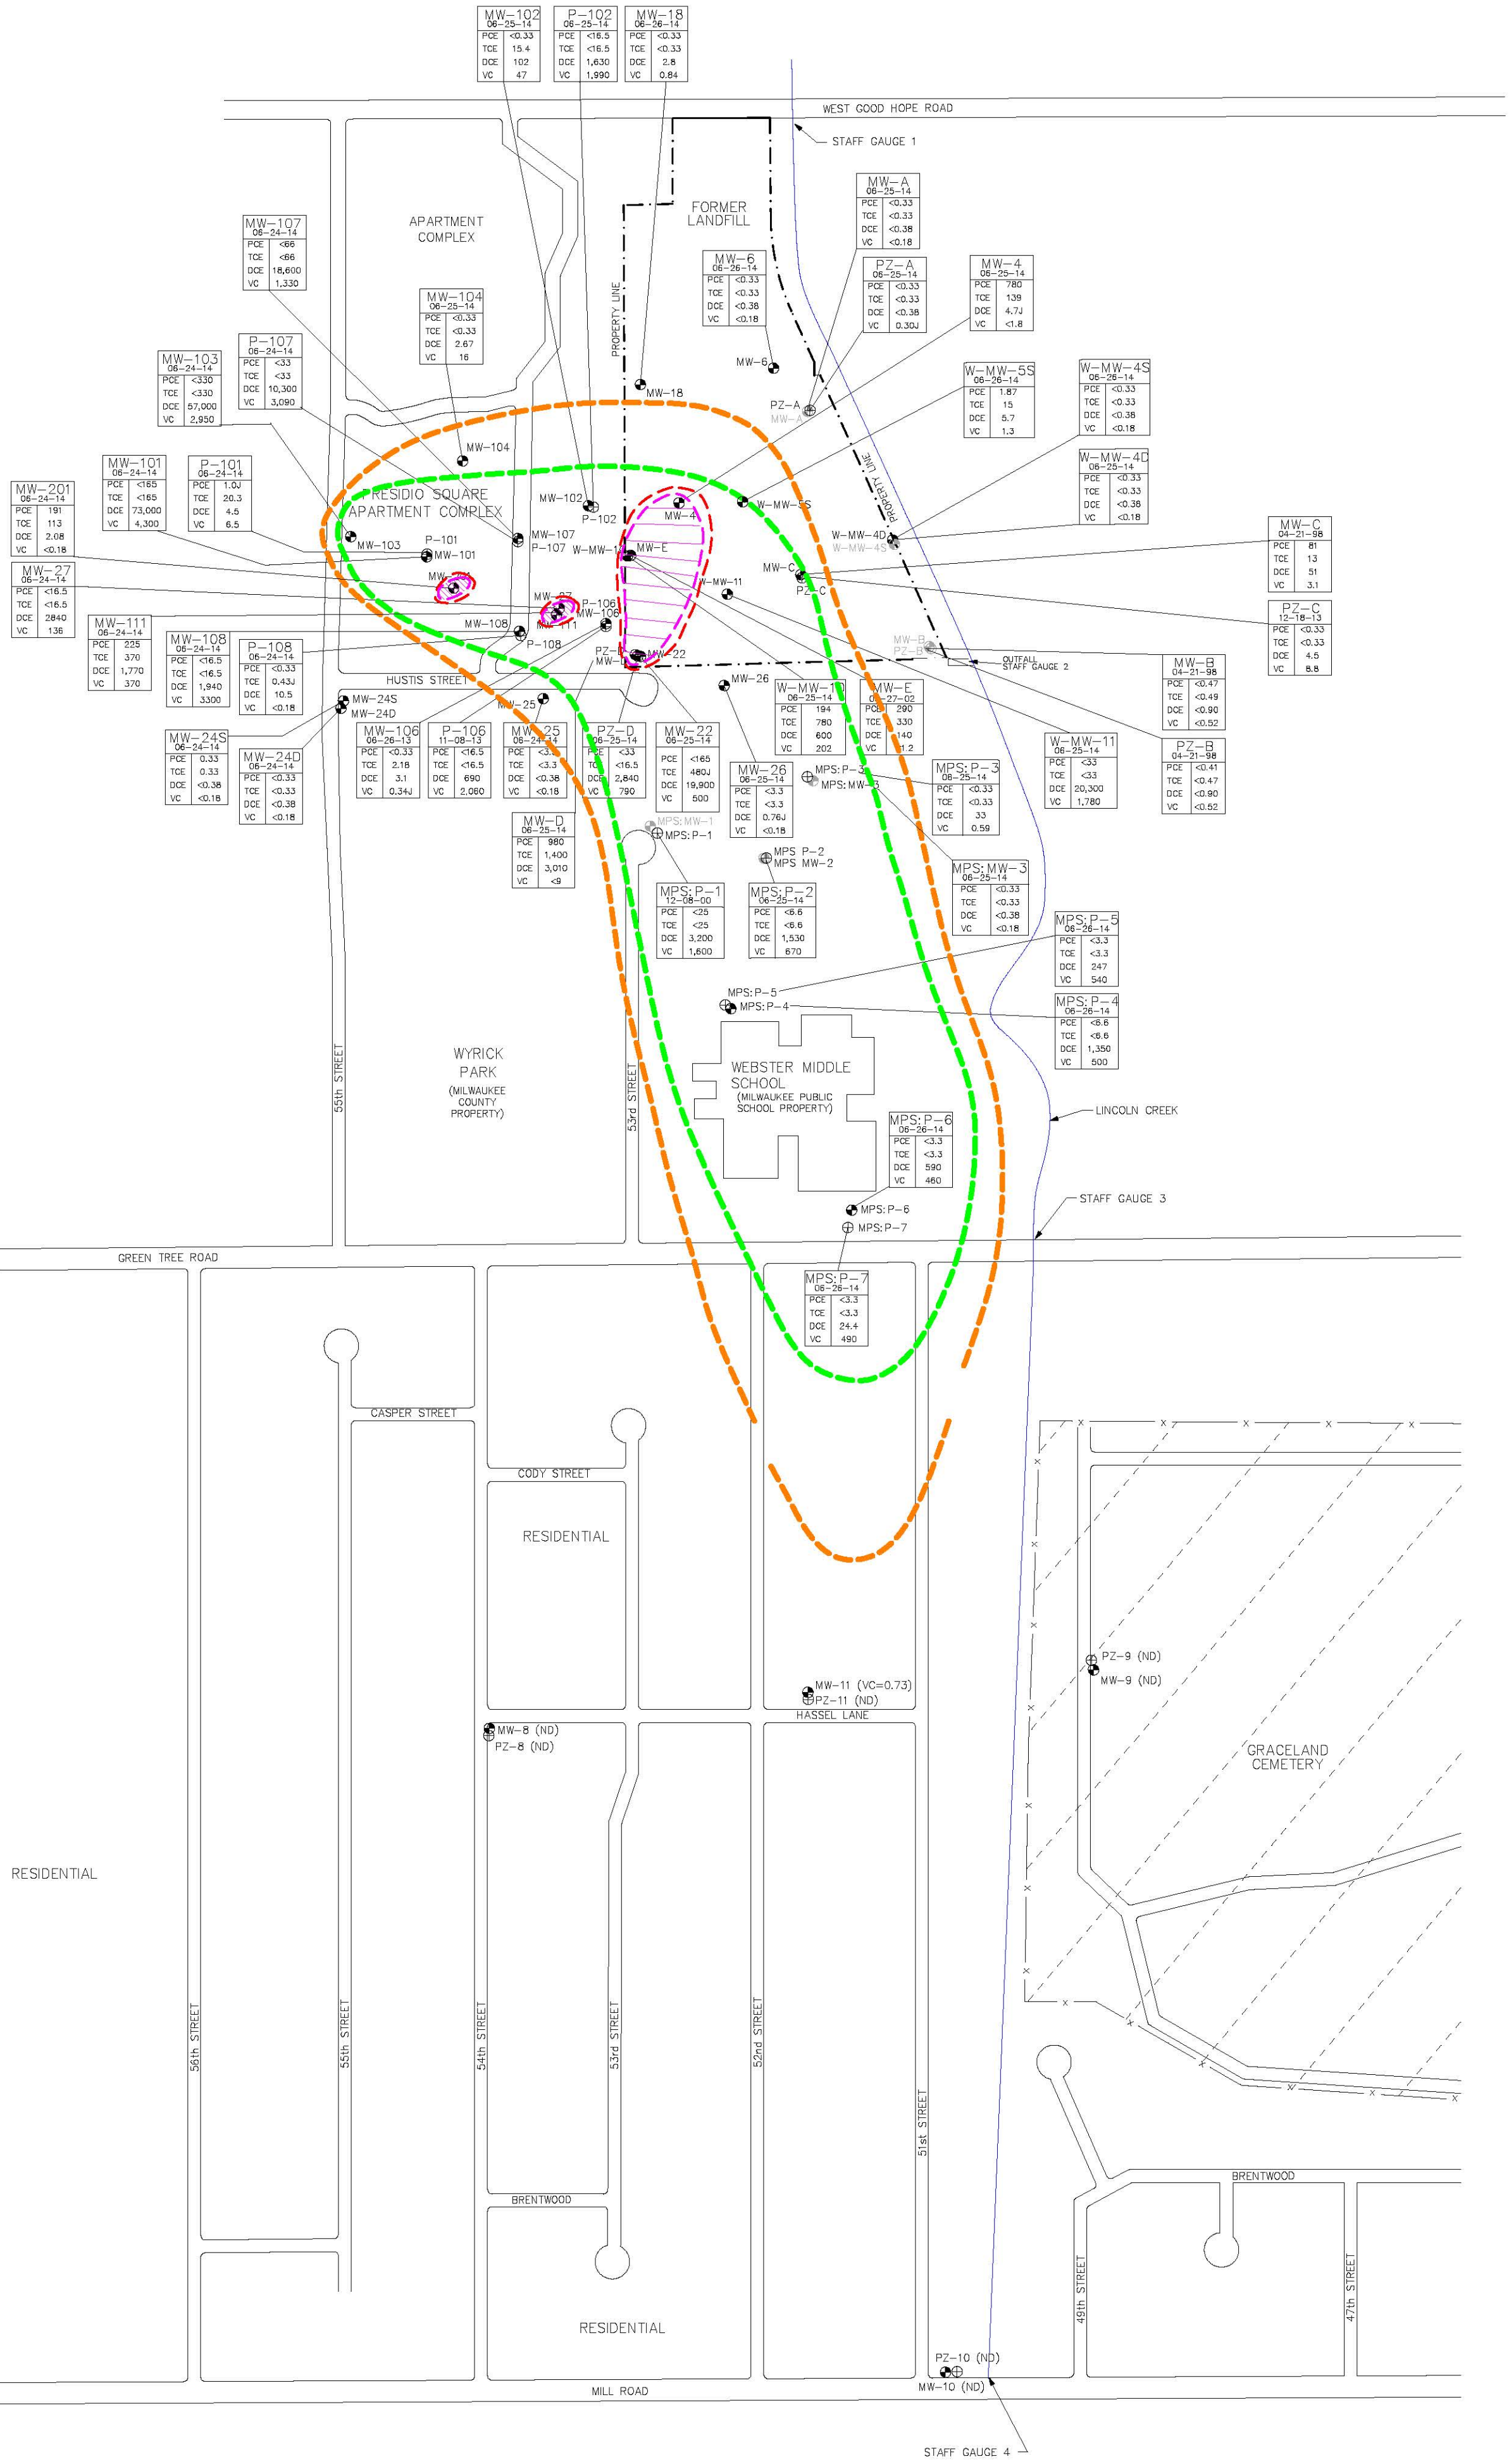 MW-102
06-25-14
PCE <0.33
TCE 15.4
DCE 102
VC 47
P-102
06-25-14
PCE <16.5
TCE <16.5
DCE 1,630
VC 1,990
MW-18
06-26-14
PCE <0.33
TCE <0.33
DCE 2.8
VC 0.84
WEST GOOD HOPE ROAD
STAFF GAUGE 1
APARTMENT
COMPLEX
FORMER
LANDFILL
PROPERTY LINE
MW-A
06-25-14
PCE <0.33
TCE <0.33
DCE <0.38
VC <0.18
MW-107
06-24-14
PCE <66
TCE <66
DCE 18,600
VC 1,330
MW-6
06-26-14
PCE <0.33
TCE <0.33
DCE <0.38
VC <0.18
PZ-A
06-25-14
PCE <0.33
TCE <0.33
DCE <0.38
VC 0.30J
MW-4
06-25-14
PCE 780
TCE 139
DCE 4.7J
VC <1.8
MW-104
06-25-14
PCE <0.33
TCE <0.33
DCE 2.67
VC 16
P-107
06-24-14
PCE <33
TCE <33
DCE 10,300
VC 3,090
MW-103
06-24-14
PCE <330
TCE <330
DCE 57,000
VC 2,950
W-MW-5S
06-26-14
PCE 1.87
TCE 15
DCE 5.7
VC 1.3
W-MW-4S
06-26-14
PCE <0.33
TCE <0.33
DCE <0.38
VC <0.18
MW-6
MW-18
PZ-A
MW-A
W-MW-4D
06-25-14
PCE <0.33
TCE <0.33
DCE <0.38
VC <0.18
PROPERTY LINE
MW-104
MW-101
06-24-14
PCE <165
TCE <165
DCE 73,000
VC 4,300
P-101
06-24-14
PCE 1.0J
TCE 20.3
DCE 4.5
VC 6.5
MW-201
06-24-14
PCE 191
TCE 113
DCE 2.08
VC <0.18
PRESIDIO SQUARE
APARTMENT COMPLEX
MW-102
P-102
MW-4
W-MW-5S
W-MW-4D
W-MW-4S
MW-C
04-21-98
PCE 81
TCE 13
DCE 51
VC 3.1
MW-103
P-101
MW-101
MW-107
P-107
MW-E
MW-C
PZ-C
W-MW-11
MW-27
06-24-14
PCE <16.5
TCE <16.5
DCE 2840
VC 136
PZ-C
12-18-13
PCE <0.33
TCE <0.33
DCE 4.5
VC 8.8
MW-111
06-24-14
PCE 225
TCE 370
DCE 1,770
VC 370
MW-108
06-24-14
PCE <16.5
TCE <16.5
DCE 1,940
VC 3300
P-108
06-24-14
PCE <0.33
TCE 0.43J
DCE 10.5
VC <0.18
P-106
MW-106
MW-108
P-108
MW-22
MW-B
PZ-B
OUTFALL
STAFF GAUGE 2
MW-B
04-21-98
PCE <0.47
TCE <0.49
DCE <0.90
VC <0.52
HUSTIS STREET
MW-24S
MW-24D
MW-25
MW-26
MW-24S
06-24-14
PCE 0.33
TCE 0.33
DCE <0.38
VC <0.18
MW-24D
06-24-14
PCE <0.33
TCE <0.33
DCE <0.38
VC <0.18
MW-106
06-26-13
PCE <0.33
TCE 2.18
DCE 3.1
VC 0.34J
P-106
11-08-13
PCE <16.5
TCE <16.5
DCE 690
VC 2,060
MW-25
06-24-14
PCE
TCE <3.3
DCE <0.38
VC <0.18
PZ-D
06-25-14
PCE <33
TCE <16.5
DCE 2,840
VC 790
MW-22
06-25-14
PCE <165
TCE 480J
DCE 19,900
VC 500
W-MW-1
06-25-14
PCE 194
TCE 780
DCE 600
VC 202
MW-E
PCE 290
TCE 330
DCE 140
VC <1.2
W-MW-11
06-25-14
PCE <33
TCE <33
DCE 20,300
VC 1,780
PZ-B
04-21-98
PCE <0.41
TCE <0.47
DCE <0.90
VC <0.52
MW-26
06-25-14
PCE <3.3
TCE <3.3
DCE 0.76J
VC <0.18
MPS:P-3
MPS:MW-3
MPS:P-3
06-25-14
PCE <0.33
TCE <0.33
DCE 33
VC 0.59
MW-D
06-25-14
PCE 980
TCE 1,400
DCE 3,010
VC <9
MPS:MW-1
MPS:P-1
MPS P-2
MPS MW-2
MPS:MW-3
06-25-14
PCE <0.33
TCE <0.33
DCE <0.38
VC <0.18
MPS:P-1
12-08-00
PCE <25
TCE <25
DCE 3,200
VC 1,600
MPS:P-2
06-25-14
PCE <6.6
TCE <6.6
DCE 1,530
VC 670
MPS:P-5
06-26-14
PCE <3.3
TCE <3.3
DCE 247
VC 540
MPS:P-5
MPS:P-4
MPS:P-4
06-26-14
PCE <6.6
TCE <6.6
DCE 1,350
VC 500
WYRICK
PARK
(MILWAUKEE
COUNTY
PROPERTY)
55th STREET
53rd STREET
WEBSTER MIDDLE
SCHOOL
(MILWAUKEE PUBLIC
SCHOOL PROPERTY)
LINCOLN CREEK
MPS:P-6
06-26-14
PCE <3.3
TCE <3.3
DCE 590
VC 460
MPS:P-6
MPS:P-7
STAFF GAUGE 3
GREEN TREE ROAD
MPS:P-7
06-26-14
PCE <3.3
TCE <3.3
DCE 24.4
VC 490
CASPER STREET
CODY STREET
RESIDENTIAL
PZ-9 (ND)
MW-9 (ND)
MW-11 (VC=0.73)
PZ-11 (ND)
HASSEL LANE
MW-8 (ND)
PZ-8 (ND)
GRACELAND
CEMETERY
RESIDENTIAL
56th STREET
55th STREET
54th STREET
53rd STREET
52nd STREET
51st STREET
BRENTWOOD
BRENTWOOD
49th STREET
47th STREET
RESIDENTIAL
PZ-10 (ND)
MW-10 (ND)
MILL ROAD
STAFF GAUGE 4